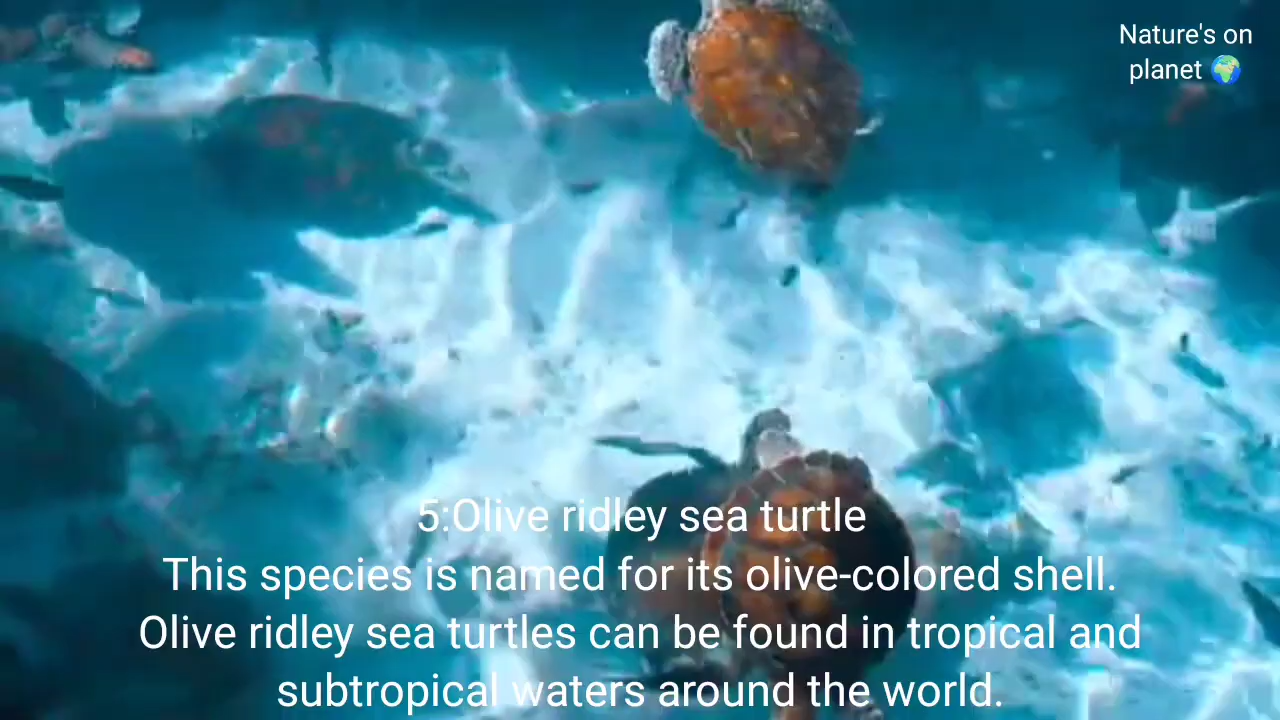 Nature's on
planet 🌍
5:Olive ridley sea turtle
This species is named for its olive-colored shell.
Olive ridley sea turtles can be found in tropical and
subtropical waters around the world.